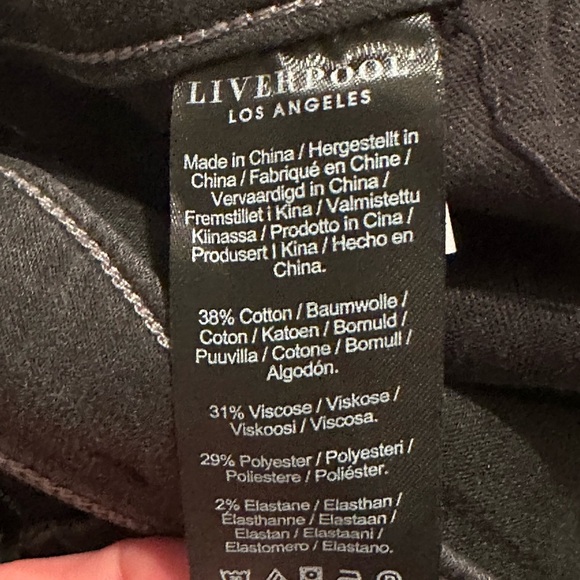 LIVERPOOL
LOS ANGELES
Made in China / Hergestellt in
China / Fabriqué en Chine /
Vervaardigd in China /
Fremstillet i Kina / Valmistettu
Kiinassa / Prodotto in Cina /
Produsert I Kina / Hecho en
China.
38% Cotton / Baumwolle /
Coton / Katoen / Bomuld /
Puuvilla / Cotone / Bomull /
Algodón.
31% Viscose / Viskose /
Viskoosi / Viscosa.
29% Polyester / Polyesteri /
Poliestere / Poliéster.
2% Elastane / Elasthan /
Élasthanne / Elastaan /
Elastan / Elastaani /
Elastomero / Elastano.